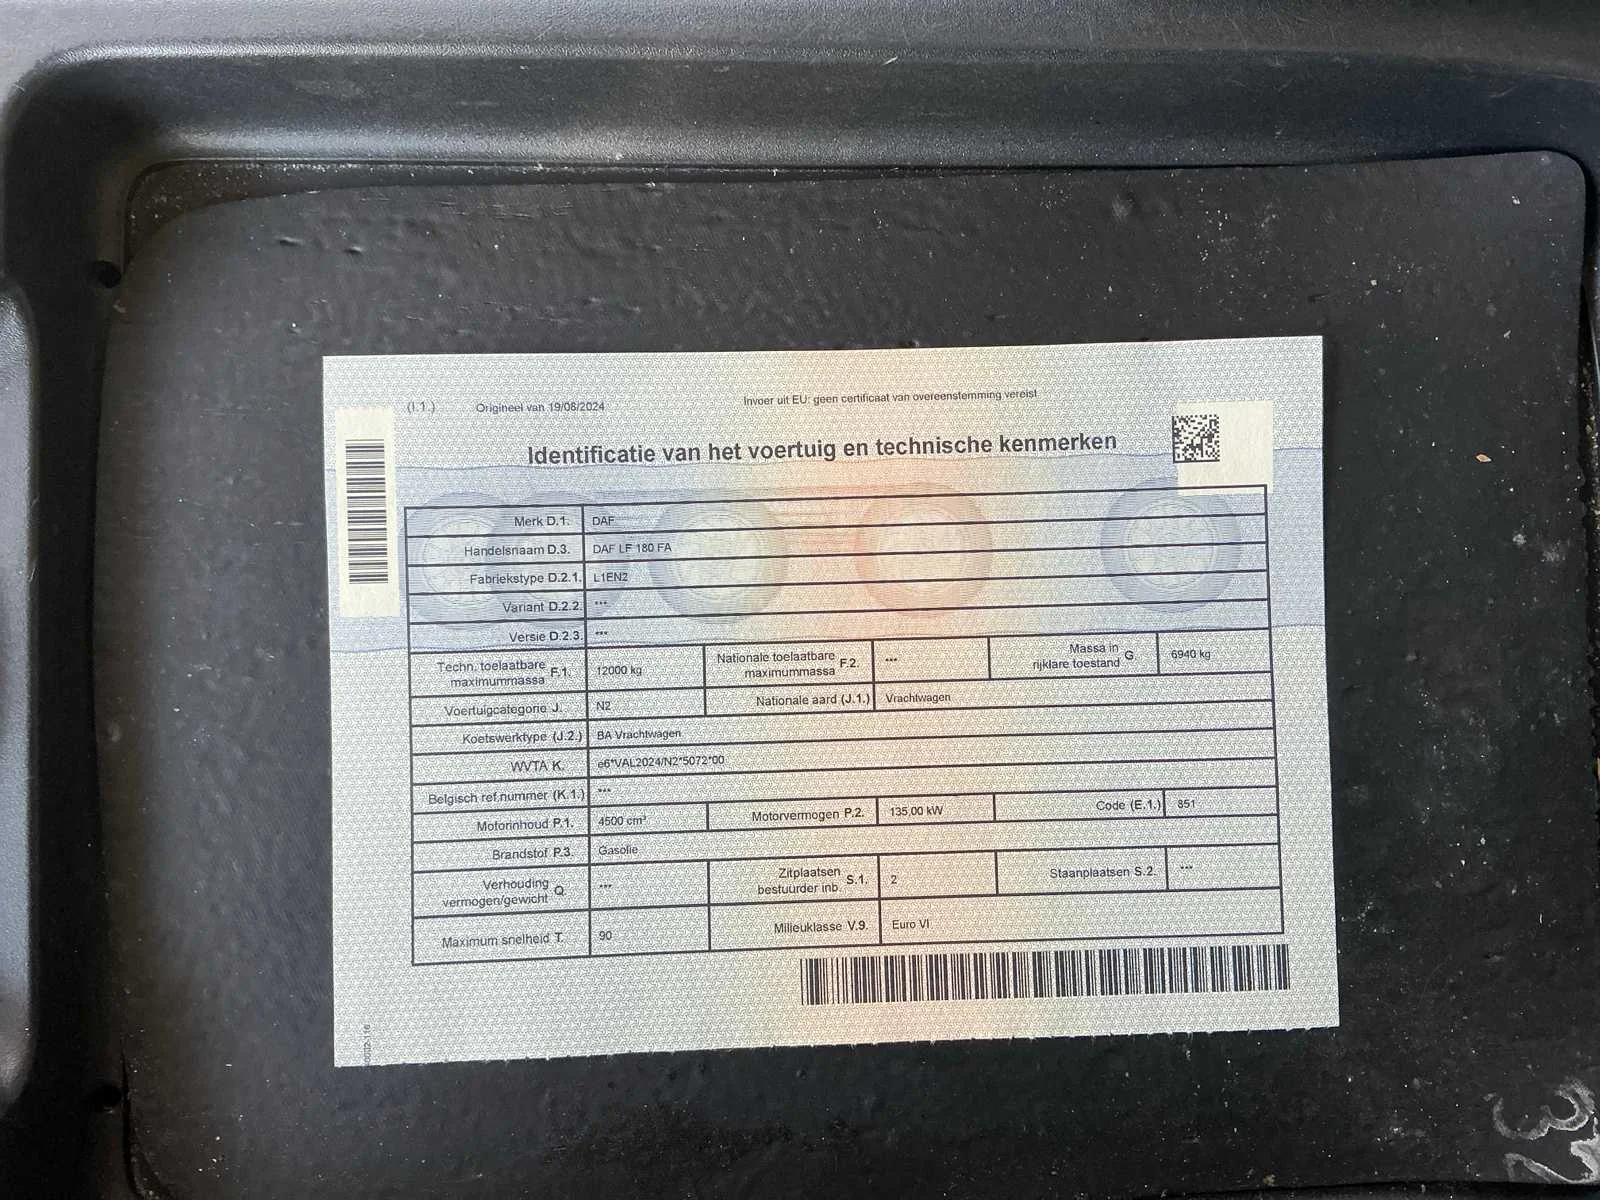 (I.1.) Origineel van 19/08/2024 Invoer uit EU: geen certificaat van overeenstemming vereist
Identificatie van het voertuig en technische kenmerken
Merk D.1. DAF
Handelsnaam D.3. DAF LF 180 FA
Fabriekstype D.2.1. L1EN2
Variant D.2.2. ***
Versie D.2.3. ***
Techn. toelaatbare maximummassa F.1. 12000 kg Nationale toelaatbare maximummassa F.2. *** Massa in rijklare toestand G. 6940 kg
Voertuigcategorie J. N2 Nationale aard (J.1.) Vrachtwagen
Koetswerktype (J.2.) BA Vrachtwagen
WVTA K. e6*VAL2024/N2*5072*00
Belgisch ref.nummer (K.1.) ***
Motorinhoud P.1. 4500 cm³ Motorvermogen P.2. 135,00 kW Code (E.1.) 851
Brandstof P.3. Gasolie
Verhouding vermogen/gewicht Q. *** Zitplaatsen bestuurder inb. S.1. 2 Staanplaatsen S.2. ***
Maximum snelheid T. 90 Milieuklasse V.9. Euro VI